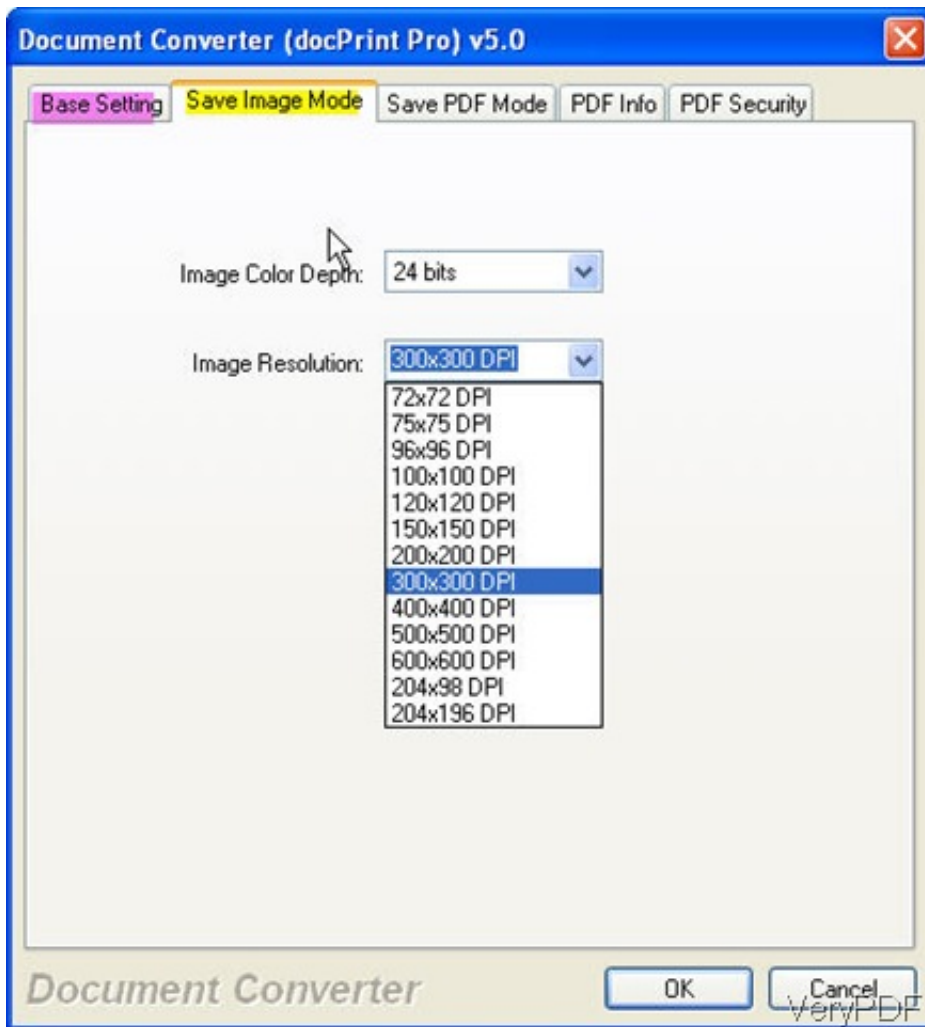 Document Converter (docPrint Pro) v5.0
Base Setting Save Image Mode Save PDF Mode PDF Info PDF Security
Image Color Depth: 24 bits
Image Resolution: 300x300 DPI
72x72 DPI
75x75 DPI
96x96 DPI
100x100 DPI
120x120 DPI
150x150 DPI
200x200 DPI
300x300 DPI
400x400 DPI
500x500 DPI
600x600 DPI
204x98 DPI
204x196 DPI
Document Converter OK Cancel
VeryPDF